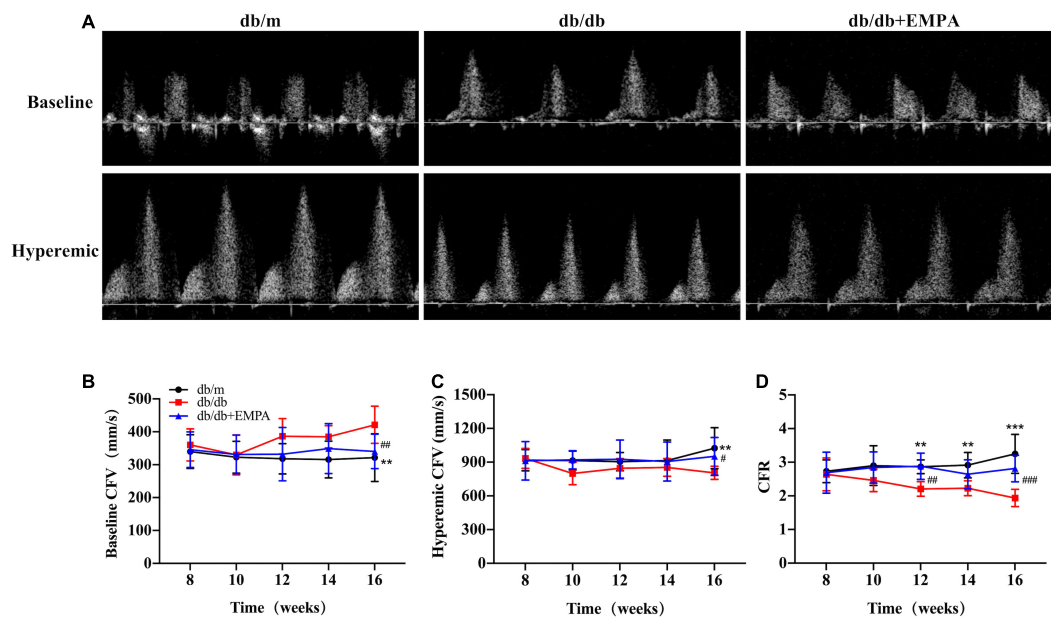 A
db/m
db/db
db/db+EMPA
Baseline
Hyperemic
B
Baseline CFV (mm/s)
500
400
300
200
100
0
db/m
db/db
db/db+EMPA
##
**
8 10 12 14 16
Time（weeks）
C
Hyperemic CFV (mm/s)
1500
1200
900
600
300
0
**
#
8 10 12 14 16
Time（weeks）
D
CFR
5
4
3
2
1
0
** ** ***
## ###
8 10 12 14 16
Time（weeks）